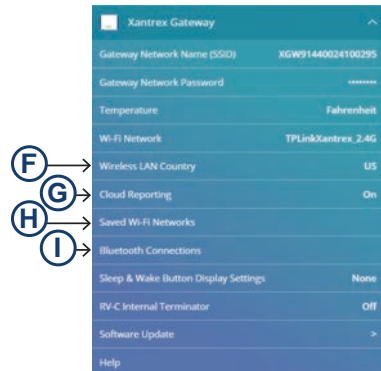 Xantrex Gateway
Gateway Network Name (SSID) XGW91440024100295
Gateway Network Password ········
Temperature Fahrenheit
Wi-Fi Network TPLinkXantrex_2.4G
F Wireless LAN Country US
G Cloud Reporting On
H Saved Wi-Fi Networks
I Bluetooth Connections
Sleep & Wake Button Display Settings None
RV-C Internal Terminator Off
Software Update >
Help